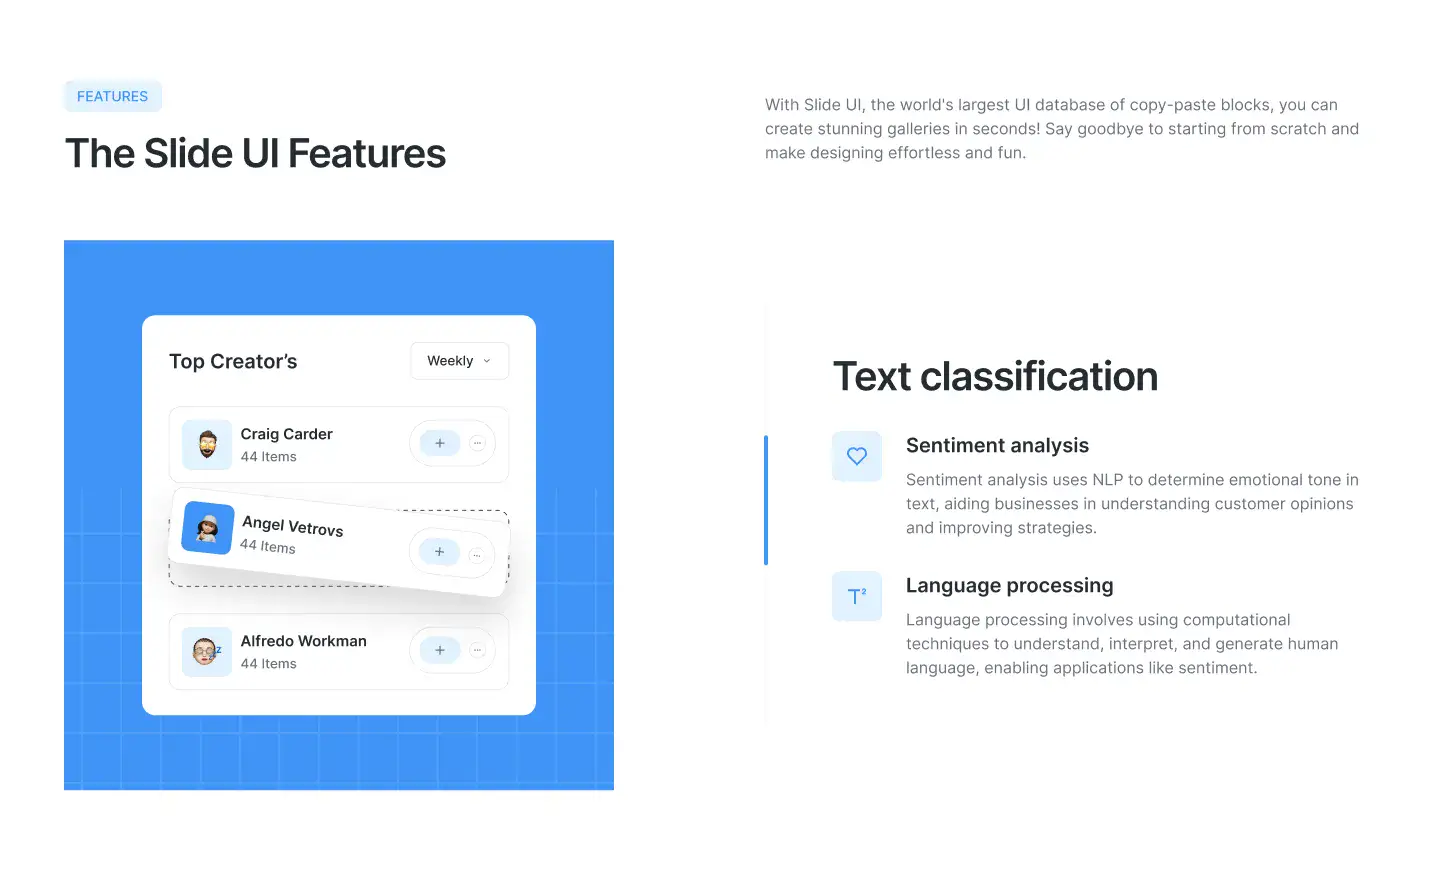 FEATURES
The Slide UI Features
With Slide UI, the world's largest UI database of copy-paste blocks, you can
create stunning galleries in seconds! Say goodbye to starting from scratch and
make designing effortless and fun.
Top Creator’s
Weekly
Craig Carder
44 Items
Angel Vetrovs
44 Items
Alfredo Workman
44 Items
Text classification
Sentiment analysis
Sentiment analysis uses NLP to determine emotional tone in
text, aiding businesses in understanding customer opinions
and improving strategies.
T²
Language processing
Language processing involves using computational
techniques to understand, interpret, and generate human
language, enabling applications like sentiment.